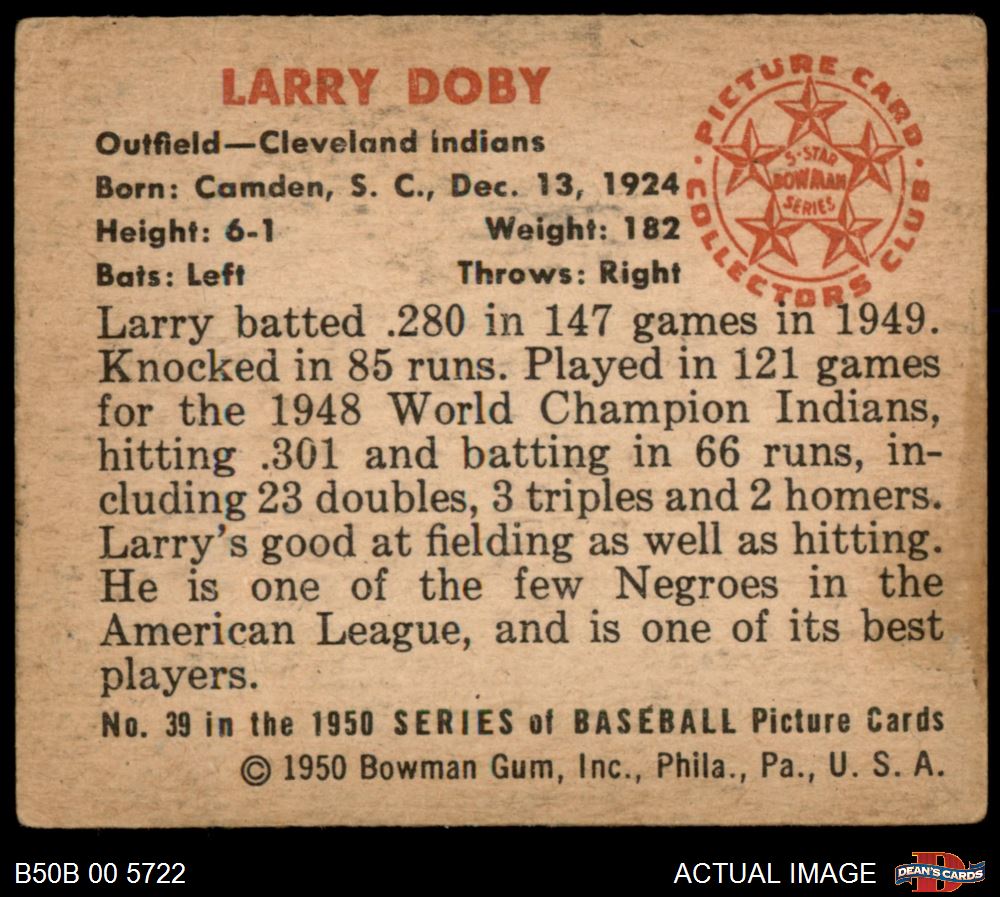 LARRY DOBY
Outfield—Cleveland Indians
Born: Camden, S. C., Dec. 13, 1924
Height: 6-1 Weight: 182
Bats: Left Throws: Right
PICTURE CARD
COLLECTORS CLUB
5-STAR
BOWMAN
SERIES
Larry batted .280 in 147 games in 1949.
Knocked in 85 runs. Played in 121 games
for the 1948 World Champion Indians,
hitting .301 and batting in 66 runs, in-
cluding 23 doubles, 3 triples and 2 homers.
Larry's good at fielding as well as hitting.
He is one of the few Negroes in the
American League, and is one of its best
players.
No. 39 in the 1950 SERIES of BASEBALL Picture Cards
© 1950 Bowman Gum, Inc., Phila., Pa., U. S. A.
B50B 00 5722
ACTUAL IMAGE
D
DEAN'S CARDS